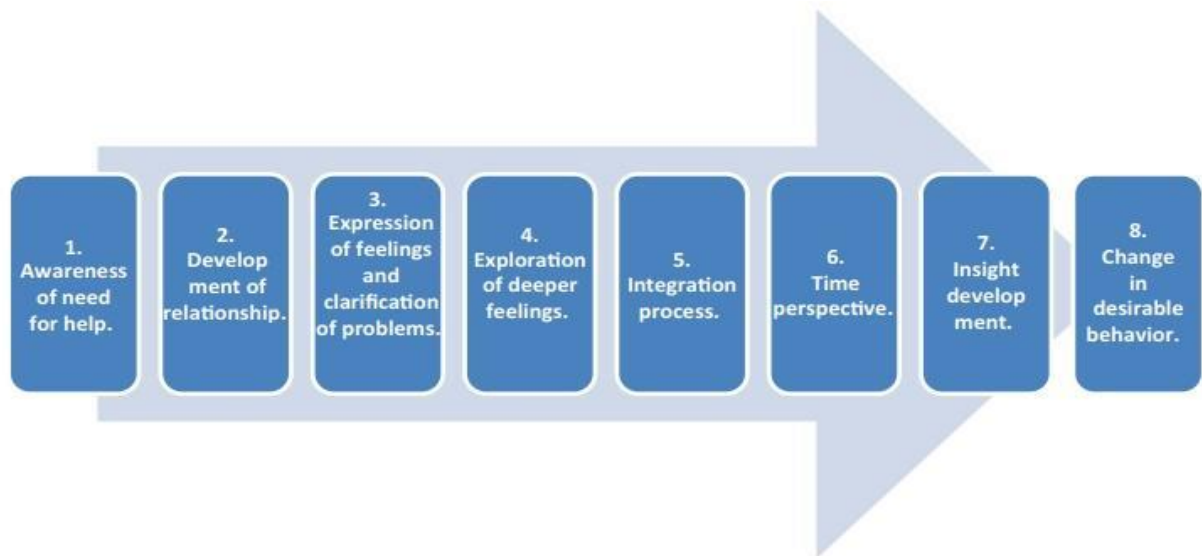 1.
Awareness
of need
for help.
2.
Develop
ment of
relationship.
3.
Expression
of feelings
and
clarification
of problems.
4.
Exploration
of deeper
feelings.
5.
Integration
process.
6.
Time
perspective.
7.
Insight
develop
ment.
8.
Change
in
desirable
behavior.